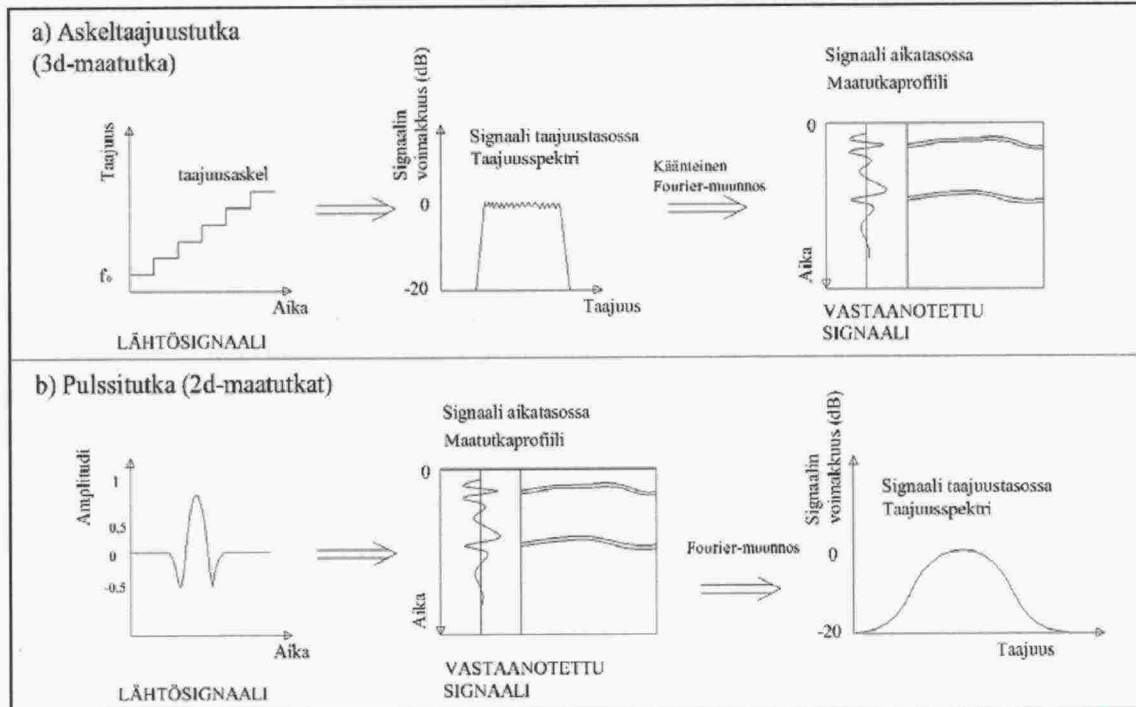 a) Askeltaajuustutka
(3d-maatutka)
Taajuus
taajuusaskel
f₀
Aika
LÄHTÖSIGNAALI
Signaalin
voimakkuus (dB)
Signaali taajuustasossa
Taajuusspektri
0
-20
Taajuus
Käänteinen
Fourier-muunnos
Signaali aikatasossa
Maatutkaprofiili
0
Aika
VASTAANOTETTU
SIGNAALI
b) Pulssitutka (2d-maatutkat)
Amplitudi
1
0.5
0
-0.5
Aika
LÄHTÖSIGNAALI
Signaali aikatasossa
Maatutkaprofiili
0
Aika
VASTAANOTETTU
SIGNAALI
Fourier-muunnos
Signaalin
voimakkuus (dB)
Signaali taajuustasossa
Taajuusspektri
0
-20
Taajuus